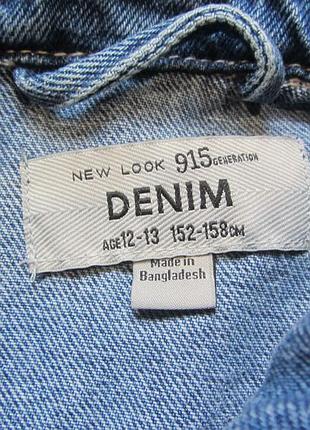 NEW LOOK 915 GENERATION
DENIM
AGE 12-13 152-158CM
Made in
Bangladesh